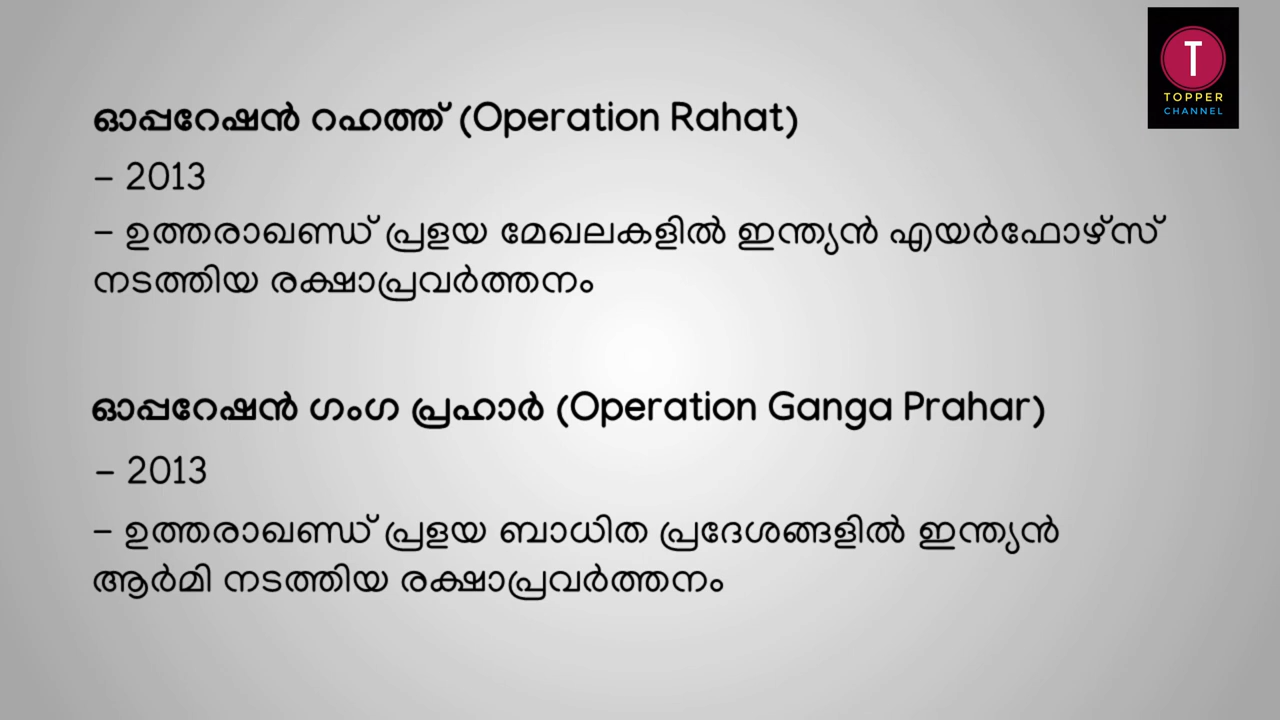 T
TOPPER
CHANNEL
ഓപ്പറേഷൻ റഹത്ത് (Operation Rahat)
– 2013
– ഉത്തരാഖണ്ഡ് പ്രളയ മേഖലകളിൽ ഇന്ത്യൻ എയർഫോഴ്സ്
നടത്തിയ രക്ഷാപ്രവർത്തനം
ഓപ്പറേഷൻ ഗംഗ പ്രഹാർ (Operation Ganga Prahar)
– 2013
– ഉത്തരാഖണ്ഡ് പ്രളയ ബാധിത പ്രദേശങ്ങളിൽ ഇന്ത്യൻ
ആർമി നടത്തിയ രക്ഷാപ്രവർത്തനം